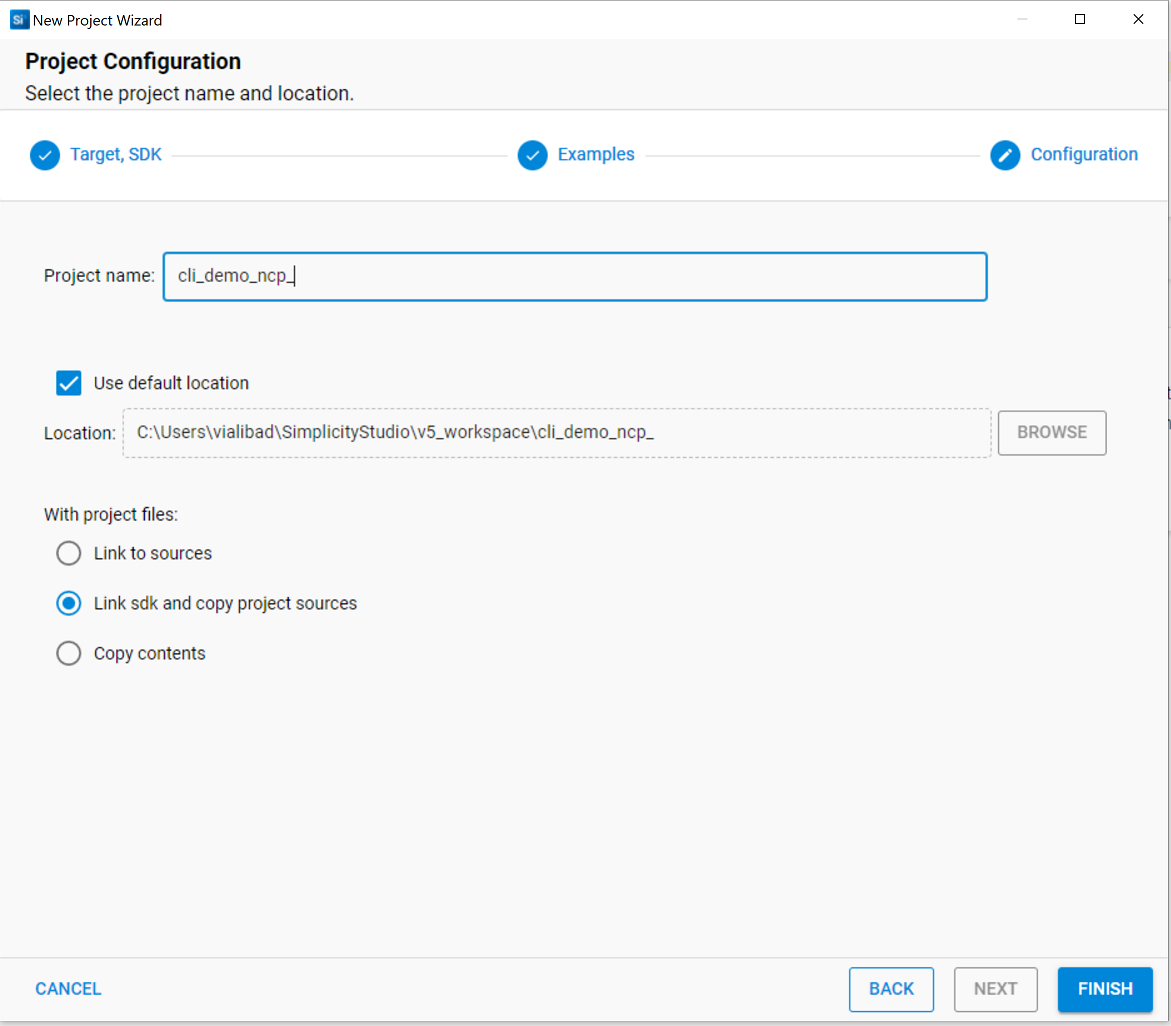 Si New Project Wizard
Project Configuration
Select the project name and location.
Target, SDK Examples Configuration
Project name: cli_demo_ncp_
Use default location
Location: C:\Users\vialibad\SimplicityStudio\v5_workspace\cli_demo_ncp_ BROWSE
With project files:
Link to sources
Link sdk and copy project sources
Copy contents
CANCEL BACK NEXT FINISH